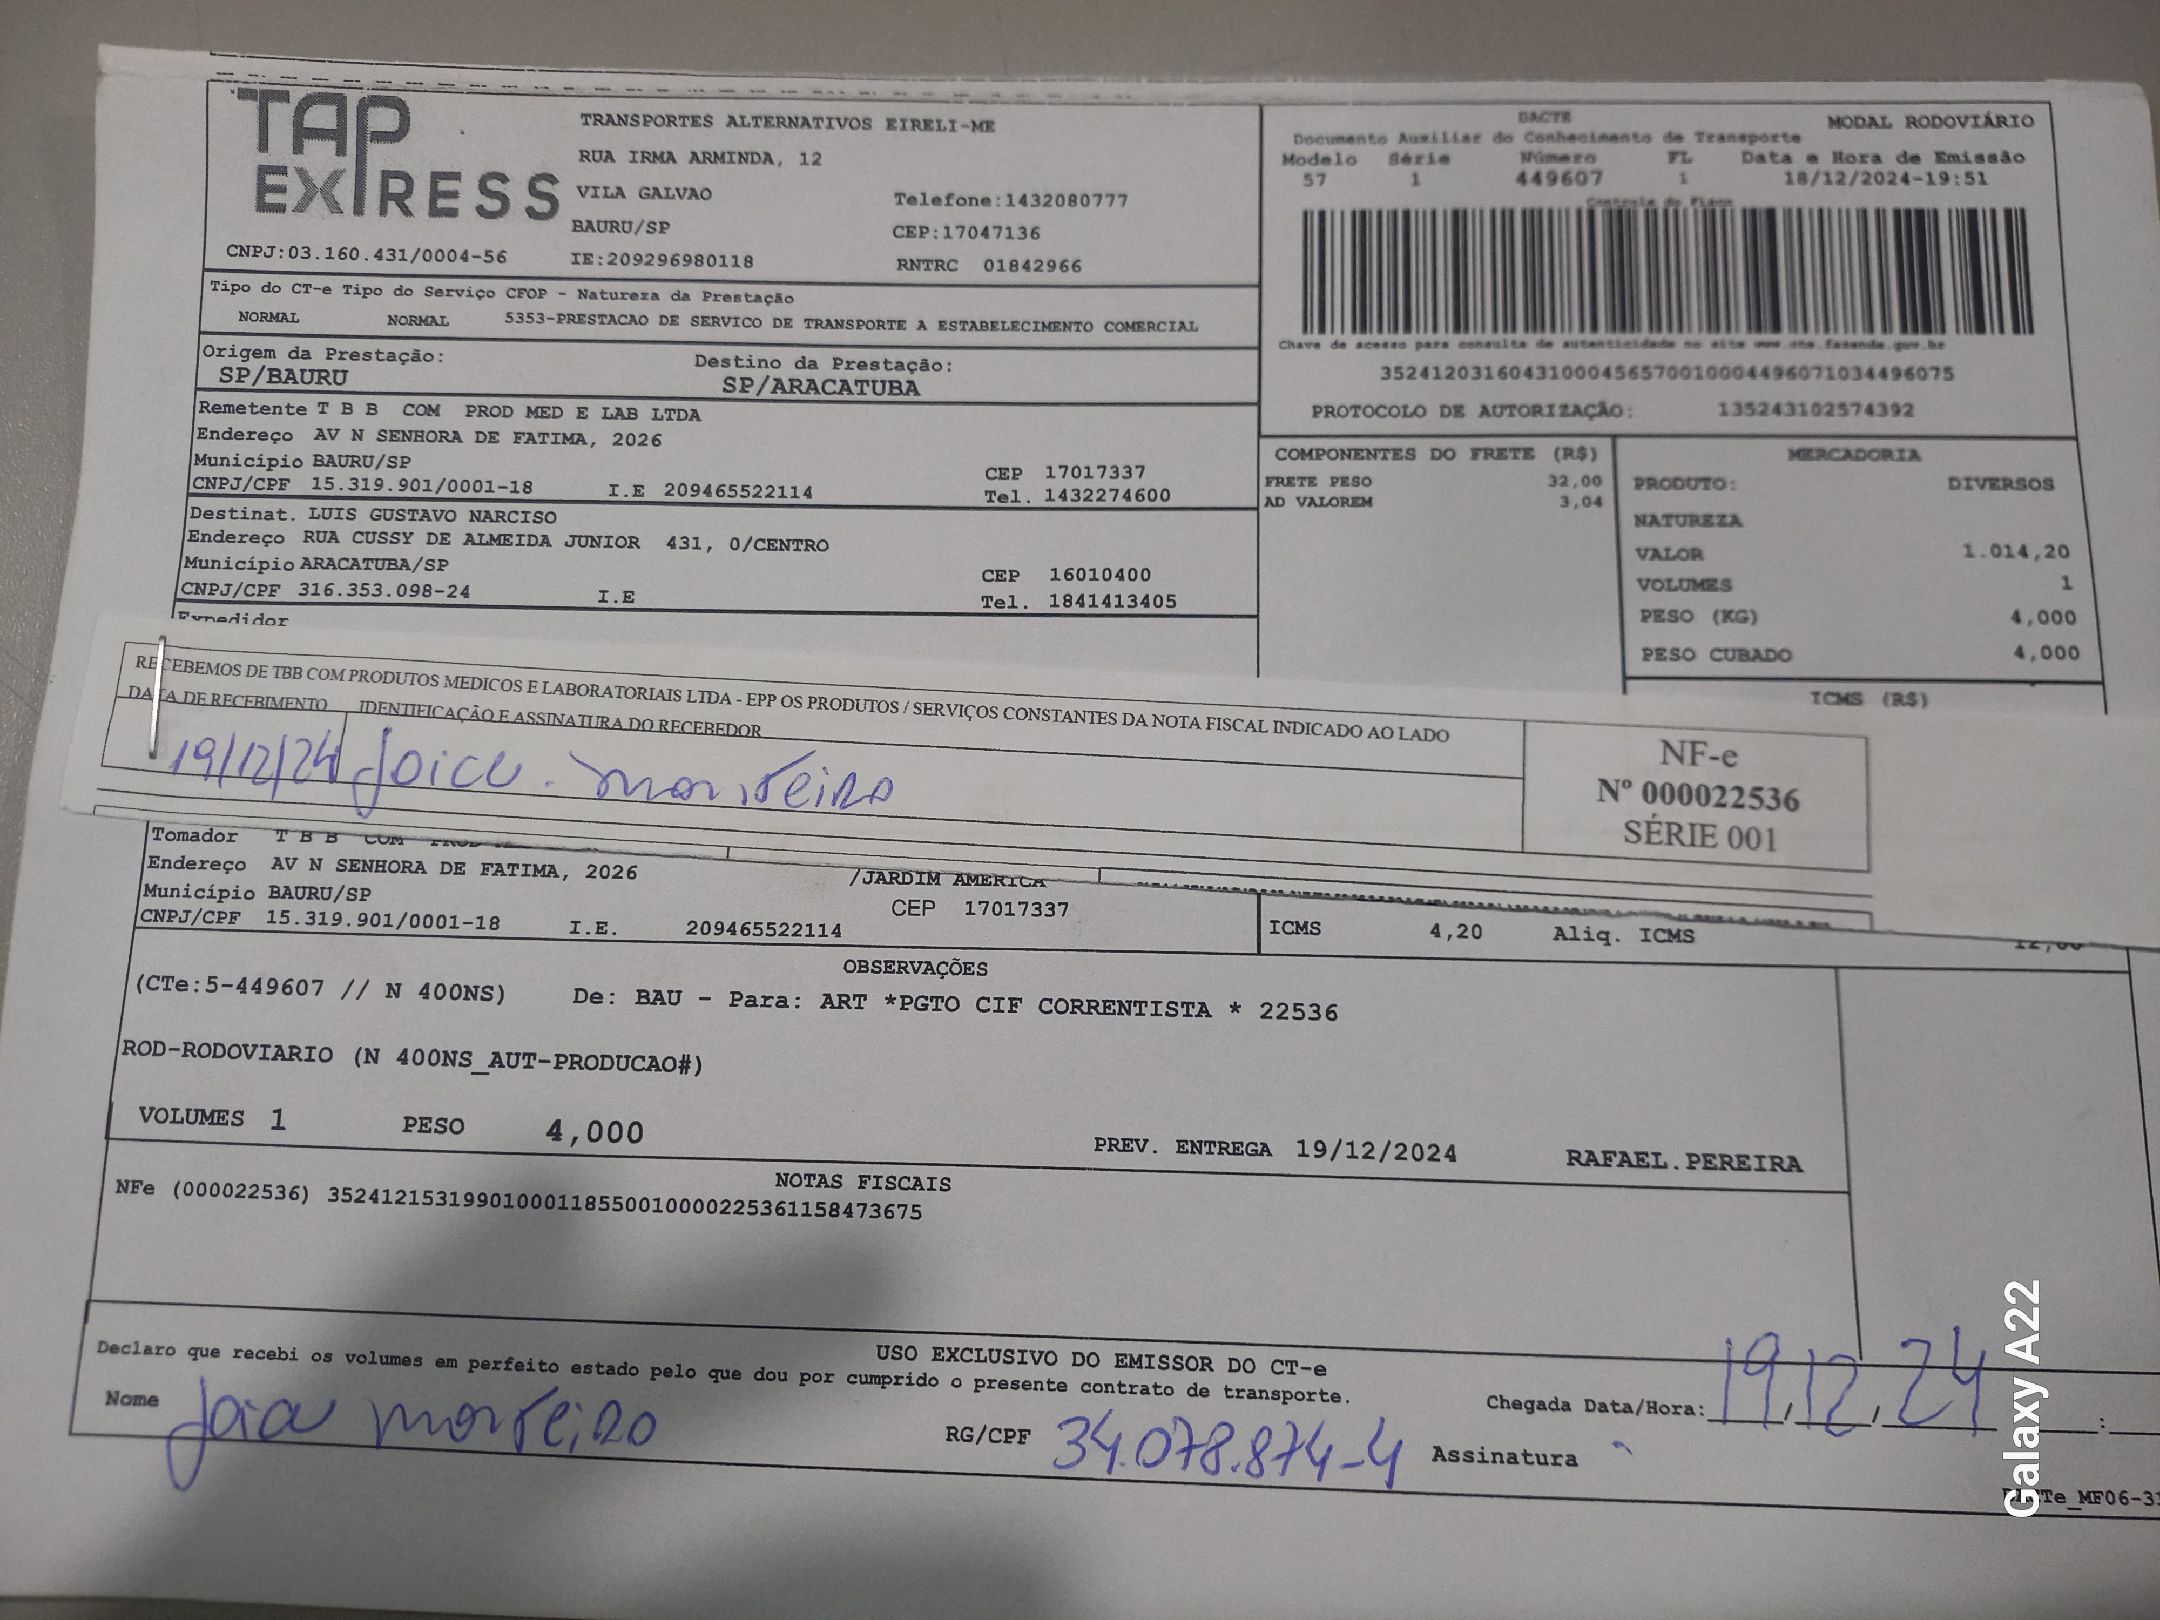 TAP EXPRESS
TRANSPORTES ALTERNATIVOS EIRELI-ME
RUA IRMA ARMINDA, 12
VILA GALVAO Telefone:1432080777
BAURU/SP CEP:17047136
CNPJ:03.160.431/0004-56 IE:209296980118 RNTRC 01842966
DACTE MODAL RODOVIÁRIO
Documento Auxiliar do Conhecimento de Transporte
Modelo Série Número FL Data e Hora de Emissão
57 1 449607 1 18/12/2024-19:51
Controle do Fisco
Chave de acesso para consulta de autenticidade no site www.cte.fazenda.gov.br
35241203160431000456570010004496071034496075
PROTOCOLO DE AUTORIZAÇÃO: 135243102574392
Tipo do CT-e Tipo do Serviço CFOP - Natureza da Prestação
NORMAL NORMAL 5353-PRESTACAO DE SERVICO DE TRANSPORTE A ESTABELECIMENTO COMERCIAL
Origem da Prestação: Destino da Prestação:
SP/BAURU SP/ARACATUBA
Remetente T B B COM PROD MED E LAB LTDA
Endereço AV N SENHORA DE FATIMA, 2026
Município BAURU/SP CEP 17017337
CNPJ/CPF 15.319.901/0001-18 I.E 209465522114 Tel. 1432274600
Destinat. LUIS GUSTAVO NARCISO
Endereço RUA CUSSY DE ALMEIDA JUNIOR 431, 0/CENTRO
Município ARACATUBA/SP CEP 16010400
CNPJ/CPF 316.353.098-24 I.E Tel. 1841413405
Expedidor
COMPONENTES DO FRETE (R$)
FRETE PESO 32,00
AD VALOREM 3,04
MERCADORIA
PRODUTO: DIVERSOS
NATUREZA
VALOR 1.014,20
VOLUMES 1
PESO (KG) 4,000
PESO CUBADO 4,000
ICMS (R$)
RECEBEMOS DE TBB COM PRODUTOS MEDICOS E LABORATORIAIS LTDA - EPP OS PRODUTOS / SERVIÇOS CONSTANTES DA NOTA FISCAL INDICADO AO LADO
DATA DE RECEBIMENTO IDENTIFICAÇÃO E ASSINATURA DO RECEBEDOR
19/12/24 Joice Monteiro
NF-e
Nº 000022536
SÉRIE 001
Tomador T B B COM PROD
Endereço AV N SENHORA DE FATIMA, 2026 /JARDIM AMERICA
Município BAURU/SP CEP 17017337
CNPJ/CPF 15.319.901/0001-18 I.E. 209465522114
ICMS 4,20 Aliq. ICMS 12,00
OBSERVAÇÕES
(CTe:5-449607 // N 400NS) De: BAU - Para: ART *PGTO CIF CORRENTISTA * 22536
ROD-RODOVIARIO (N 400NS_AUT-PRODUCAO#)
VOLUMES 1 PESO 4,000 PREV. ENTREGA 19/12/2024 RAFAEL.PEREIRA
NOTAS FISCAIS
NFe (000022536) 35241215319901000118550010000225361158473675
USO EXCLUSIVO DO EMISSOR DO CT-e
Declaro que recebi os volumes em perfeito estado pelo que dou por cumprido o presente contrato de transporte.
Nome Joice Monteiro RG/CPF 34.078.874-4 Assinatura Chegada Data/Hora: 19,12,24 :
Galaxy A22